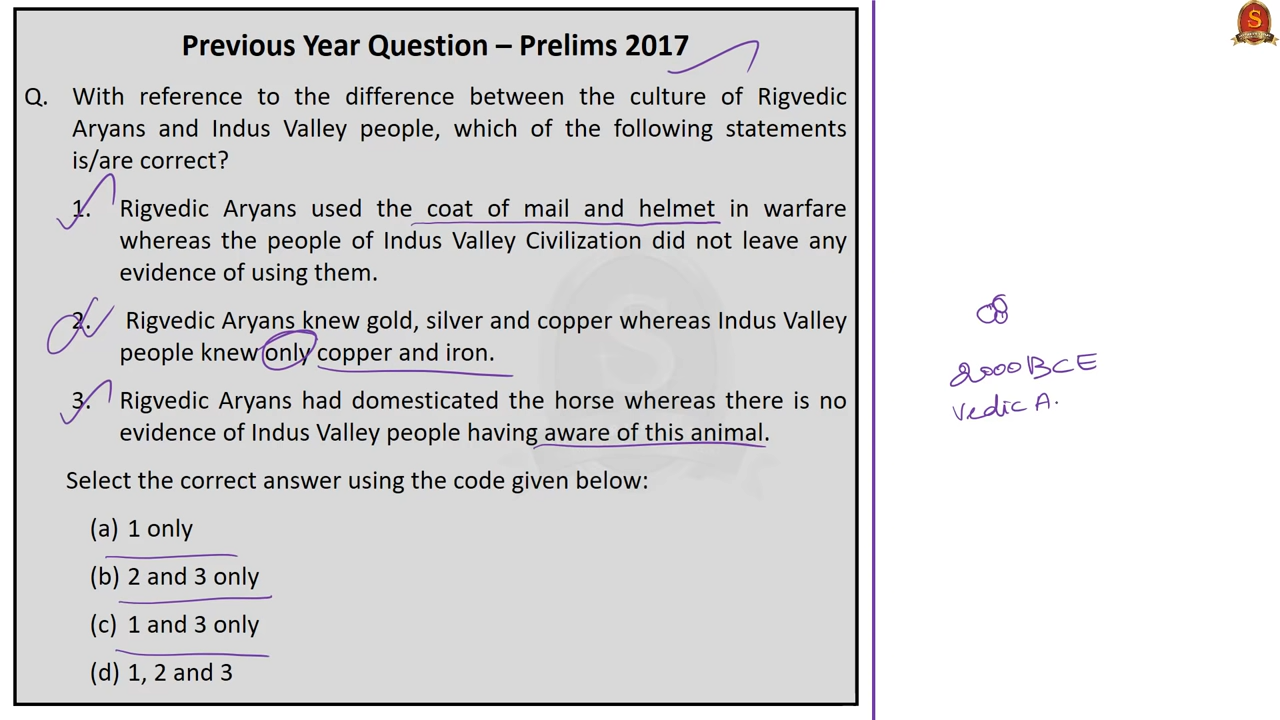 Previous Year Question – Prelims 2017
Q. With reference to the difference between the culture of Rigvedic
Aryans and Indus Valley people, which of the following statements
is/are correct?
1. Rigvedic Aryans used the coat of mail and helmet in warfare
whereas the people of Indus Valley Civilization did not leave any
evidence of using them.
2. Rigvedic Aryans knew gold, silver and copper whereas Indus Valley
people knew only copper and iron.
3. Rigvedic Aryans had domesticated the horse whereas there is no
evidence of Indus Valley people having aware of this animal.
Select the correct answer using the code given below:
(a) 1 only
(b) 2 and 3 only
(c) 1 and 3 only
(d) 1, 2 and 3
2000 BCE
Vedic A.
S